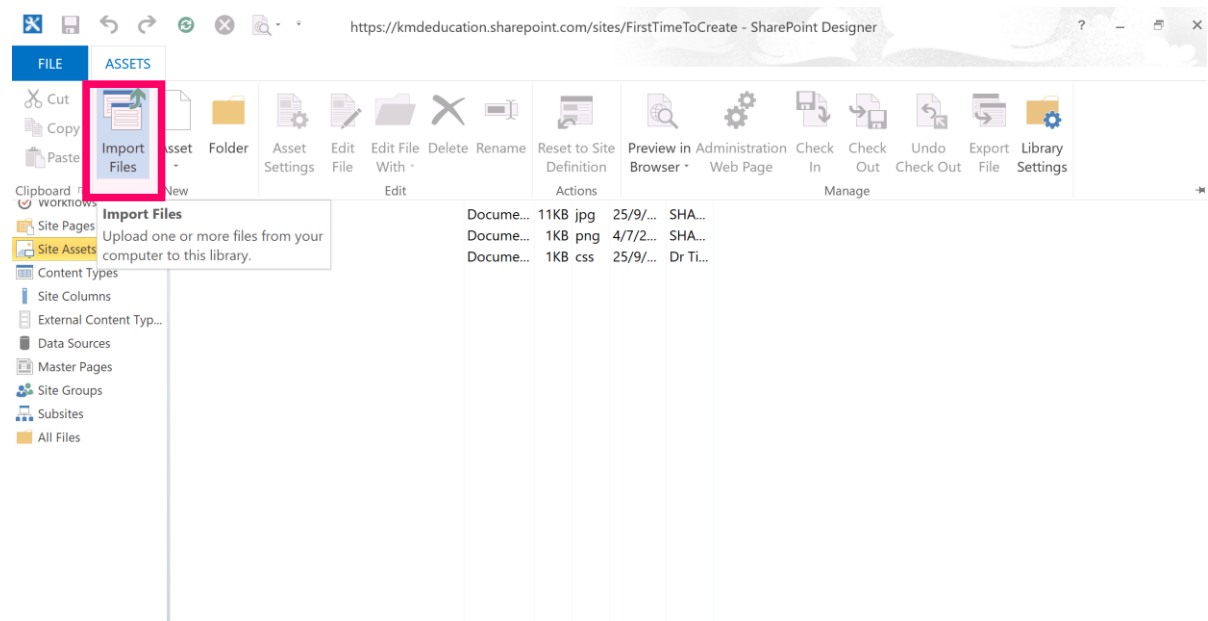 https://kmdeducation.sharepoint.com/sites/FirstTimeToCreate - SharePoint Designer
?
FILE
ASSETS
Cut
Copy
Paste
Import Files
sset
Folder
Asset Settings
Edit File
Edit File With
Delete
Rename
Reset to Site Definition
Preview in Browser
Administration Web Page
Check In
Check Out
Undo Check Out
Export File
Library Settings
Clipboard
New
Edit
Actions
Manage
Workflows
Import Files
Upload one or more files from your
computer to this library.
Docume... 11KB jpg 25/9/... SHA...
Docume... 1KB png 4/7/2... SHA...
Docume... 1KB css 25/9/... Dr Ti...
Site Pages
Site Assets
Content Types
Site Columns
External Content Typ...
Data Sources
Master Pages
Site Groups
Subsites
All Files